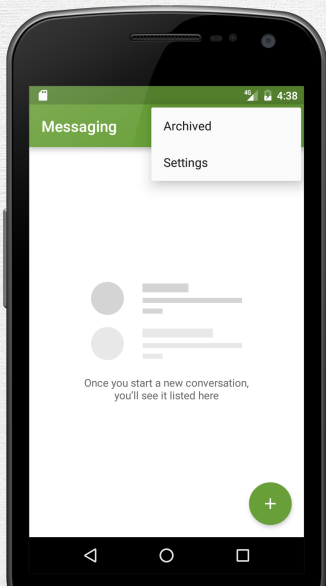 4G 4:38
Messaging
Archived
Settings
Once you start a new conversation,
you'll see it listed here